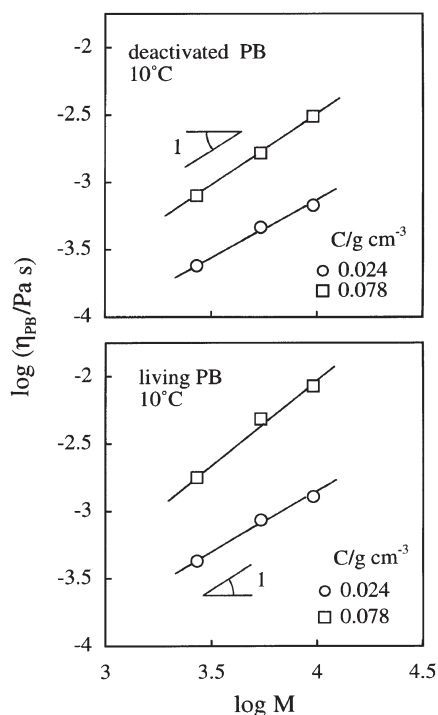 log (η_PB/Pa s)
-2
-2.5
-3
-3.5
-4
deactivated PB
10˚C
1
C/g cm⁻³
0.024
0.078
-2
-2.5
-3
-3.5
-4
living PB
10˚C
1
C/g cm⁻³
0.024
0.078
3
3.5
4
4.5
log M